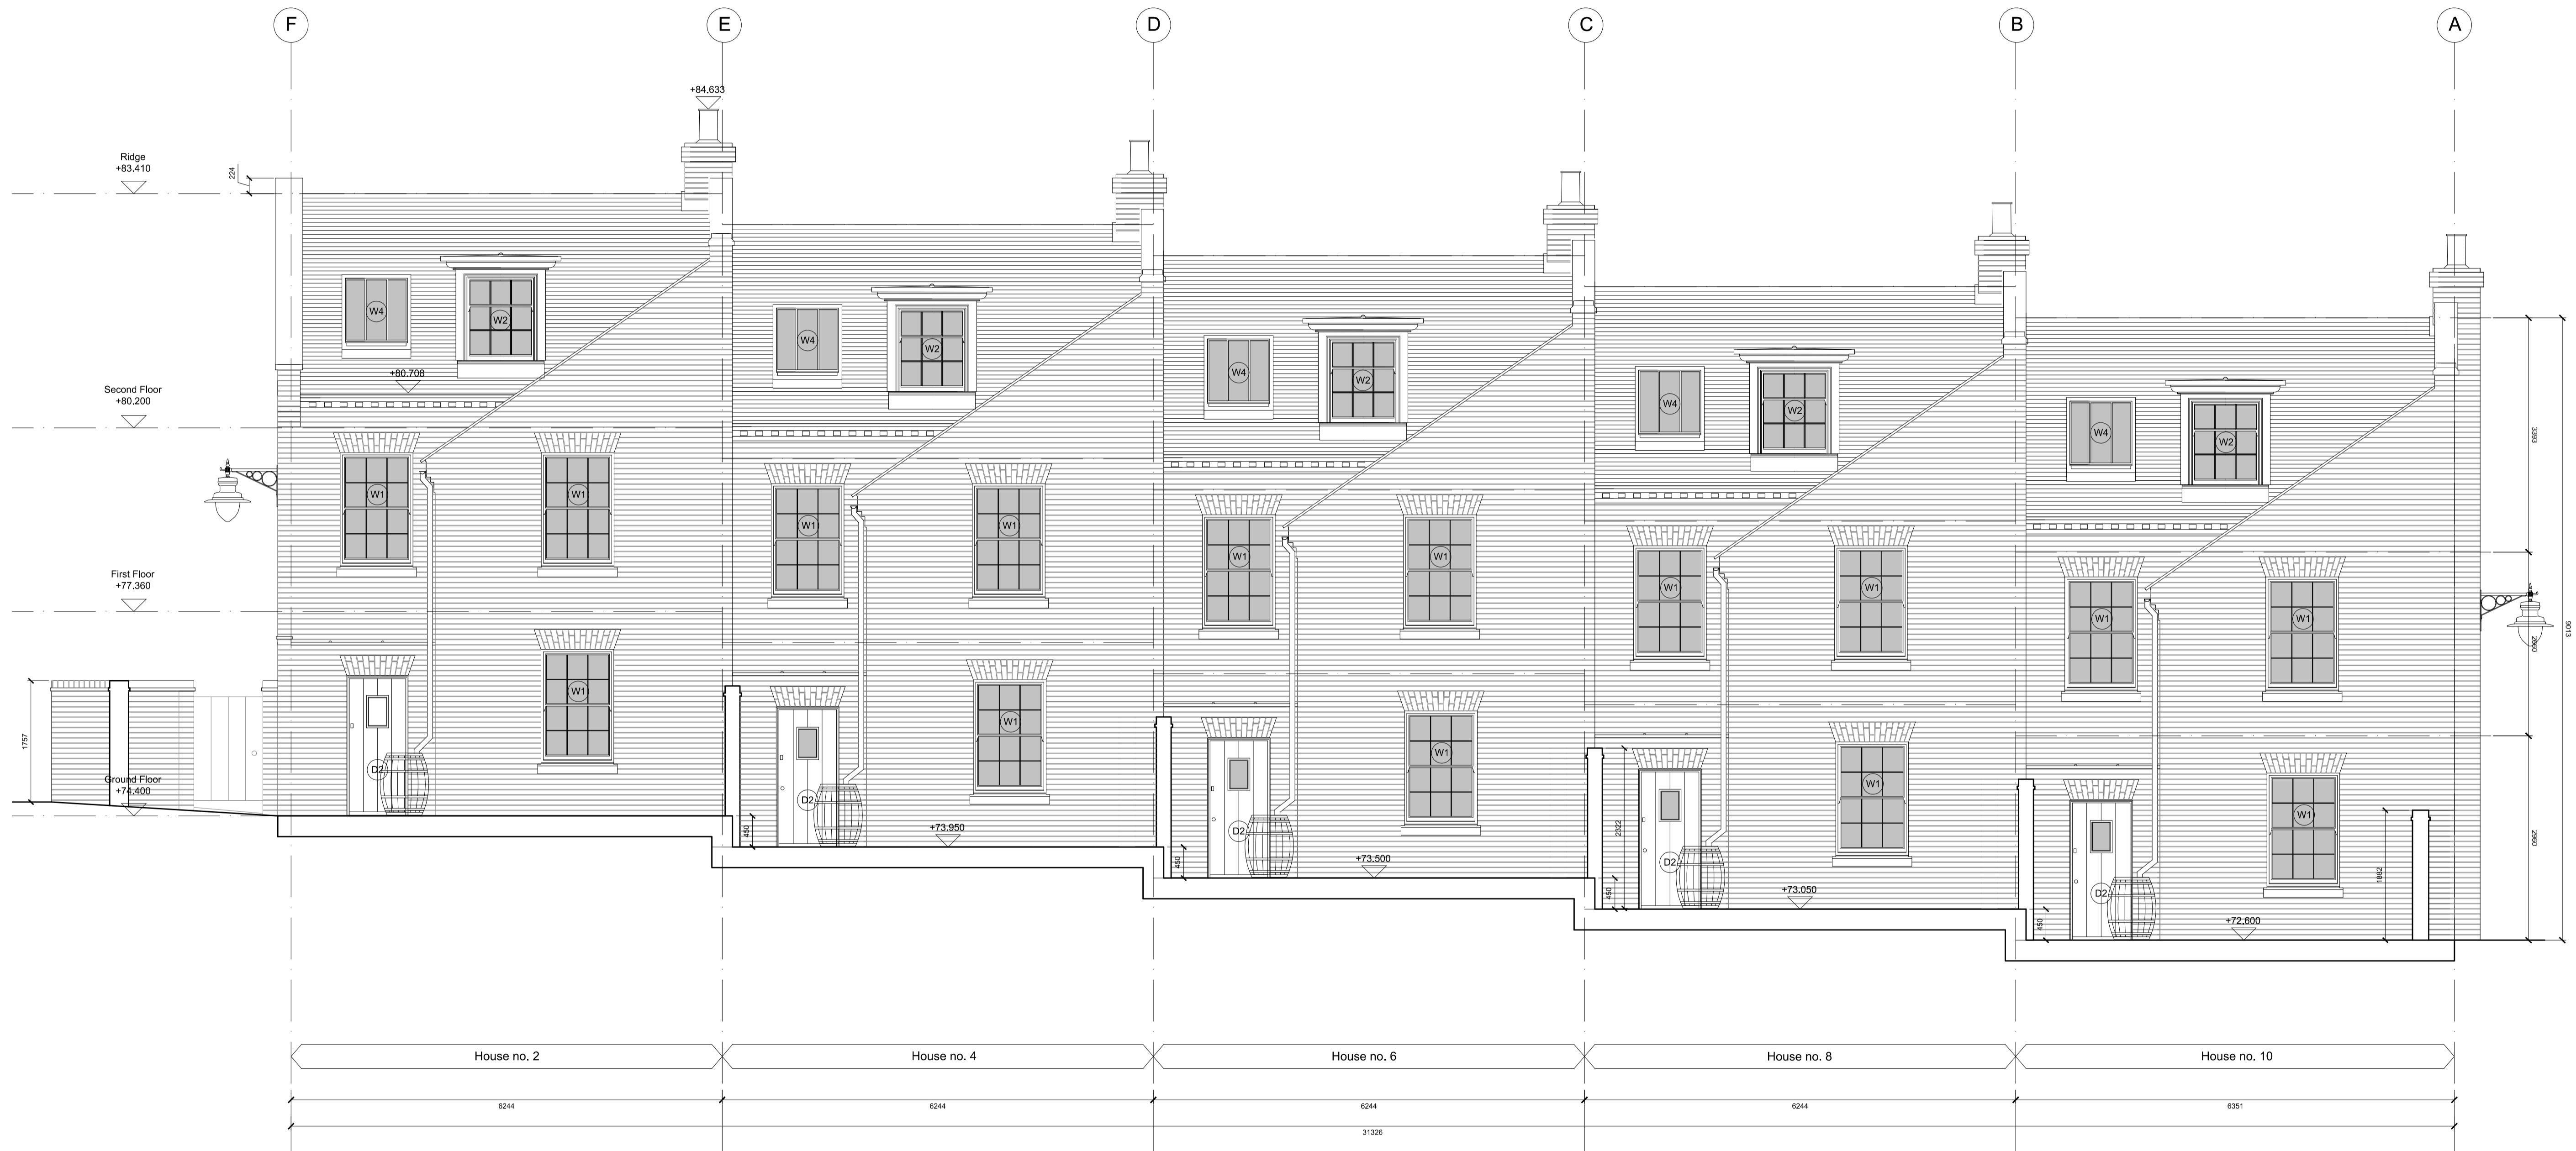 F
E
D
C
B
A
+84.633
Ridge
+83.410
224
W4
W2
W4
W2
W4
W2
W4
W2
W4
W2
+80.708
Second Floor
+80.200
3393
W1
W1
W1
W1
W1
W1
W1
W1
W1
W1
First Floor
+77.360
9013
W1
W1
W1
W1
W1
1757
Ground Floor
+74.400
D2
D2
D2
D2
D2
450
+73.950
450
+73.500
2322
450
+73.050
450
+72.600
1882
2960
House no. 2
House no. 4
House no. 6
House no. 8
House no. 10
6244
6244
6244
6244
6351
31326